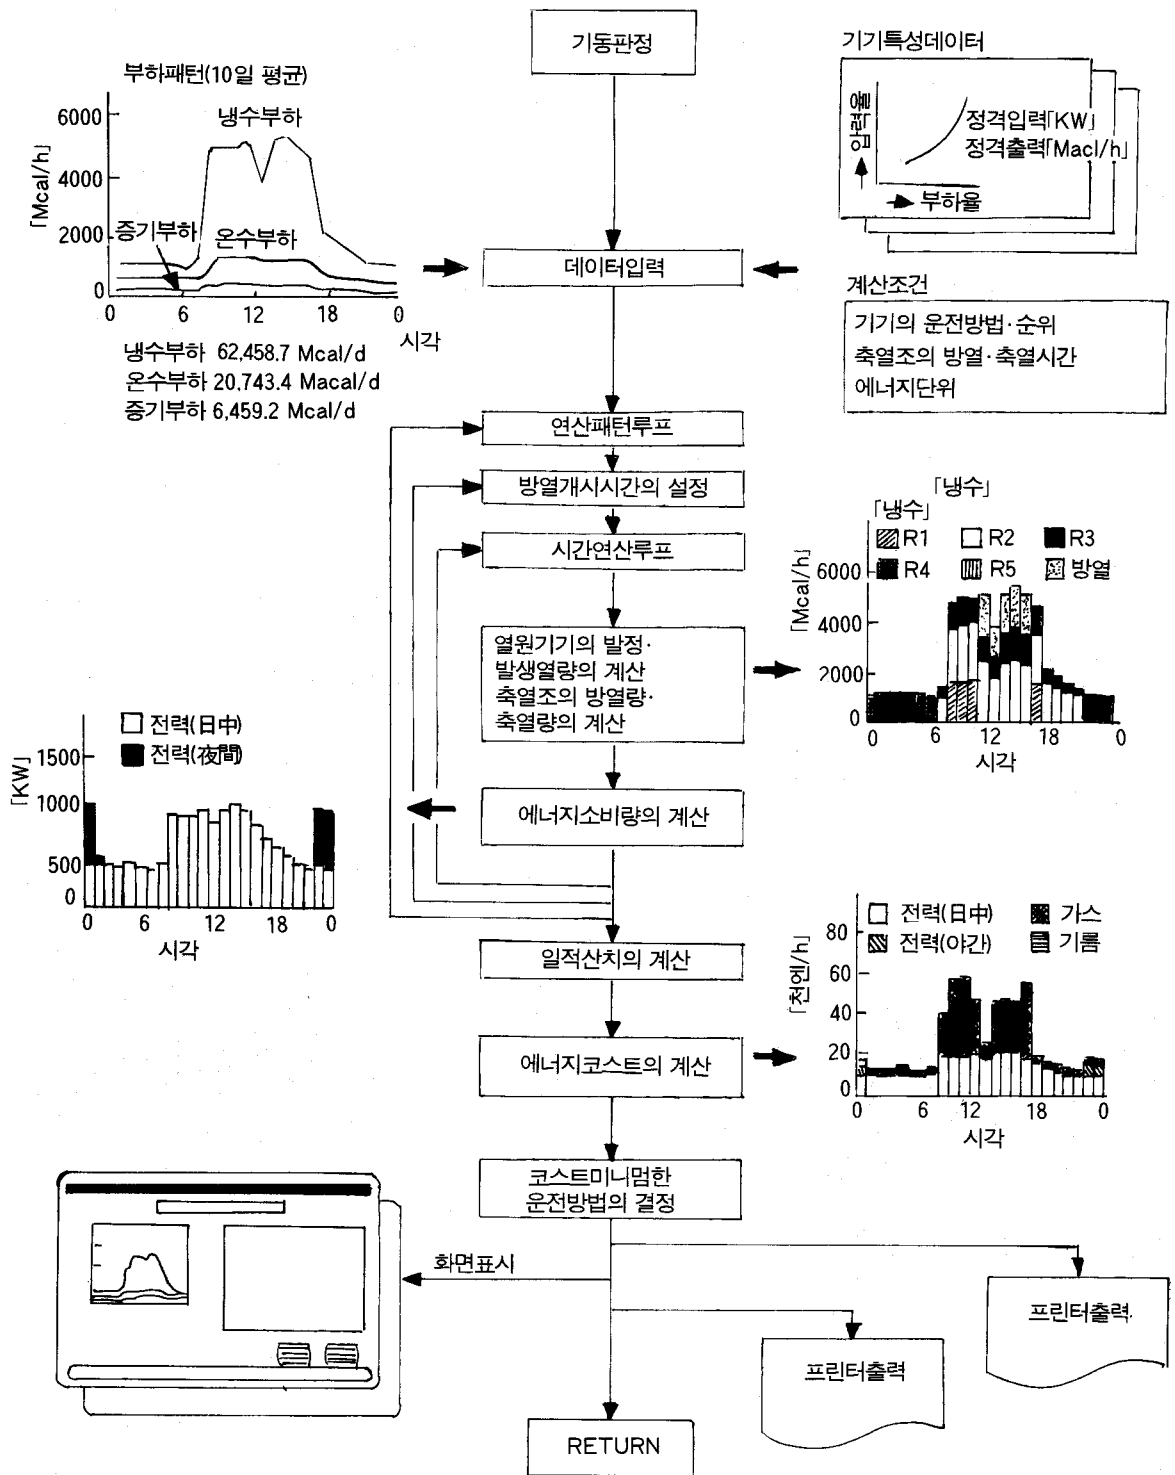 기동판정
부하패턴(10일 평균)
「Mcal/h」
6000
4000
2000
0
냉수부하
증기부하
온수부하
0 6 12 18 0
시각
냉수부하 62,458.7 Mcal/d
온수부하 20,743.4 Macal/d
증기부하 6,459.2 Mcal/d
기기특성데이터
입력율
정격입력「KW」
정격출력「Macl/h」
부하율
데이터입력
계산조건
기기의 운전방법·순위
축열조의 방열·축열시간
에너지단위
연산패턴루프
방열개시시간의 설정
시간연산루프
열원기기의 발정·
발생열량의 계산
축열조의 방열량·
축열량의 계산
「냉수」
「냉수」
R1 R2 R3
R4 R5 방열
「Mcal/h」
6000
4000
2000
0
0 6 12 18 0
시각
전력(日中)
전력(夜間)
「KW」
1500
1000
500
0
0 6 12 18 0
시각
에너지소비량의 계산
일적산치의 계산
전력(日中) 가스
전력(야간) 기름
「천엔/h」
80
60
40
20
0
0 6 12 18 0
시각
에너지코스트의 계산
코스트미니멈한
운전방법의 결정
화면표시
프린터출력
프린터출력
RETURN